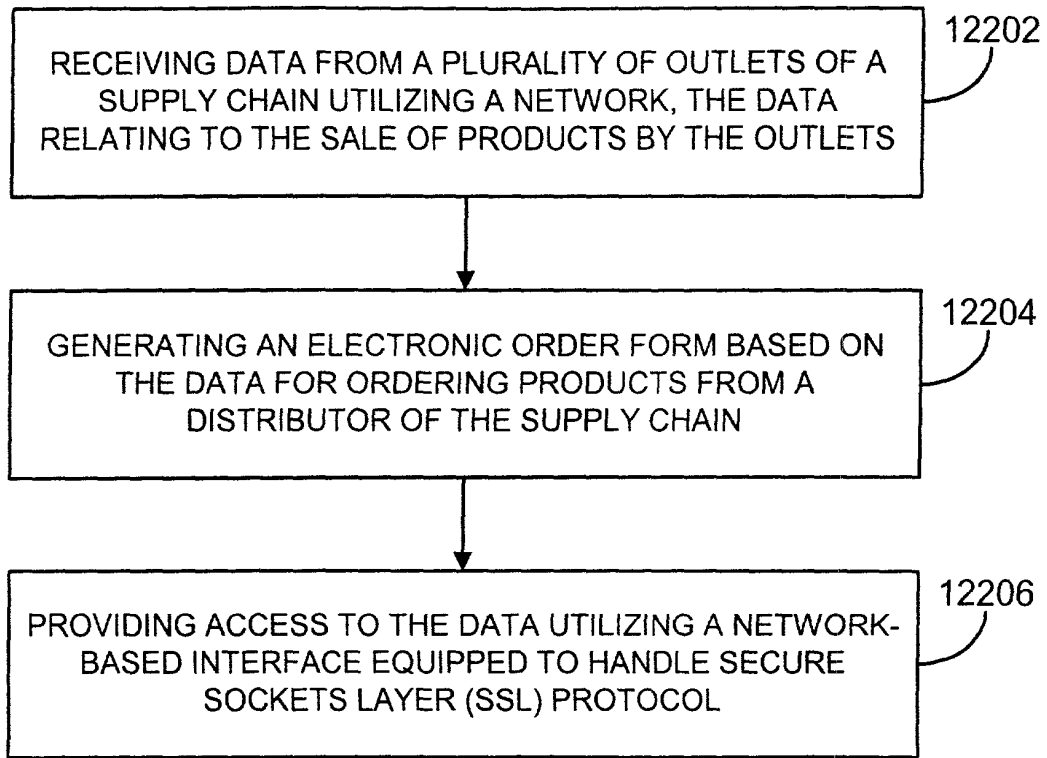 12202
RECEIVING DATA FROM A PLURALITY OF OUTLETS OF A
SUPPLY CHAIN UTILIZING A NETWORK, THE DATA
RELATING TO THE SALE OF PRODUCTS BY THE OUTLETS
12204
GENERATING AN ELECTRONIC ORDER FORM BASED ON
THE DATA FOR ORDERING PRODUCTS FROM A
DISTRIBUTOR OF THE SUPPLY CHAIN
12206
PROVIDING ACCESS TO THE DATA UTILIZING A NETWORK-
BASED INTERFACE EQUIPPED TO HANDLE SECURE
SOCKETS LAYER (SSL) PROTOCOL